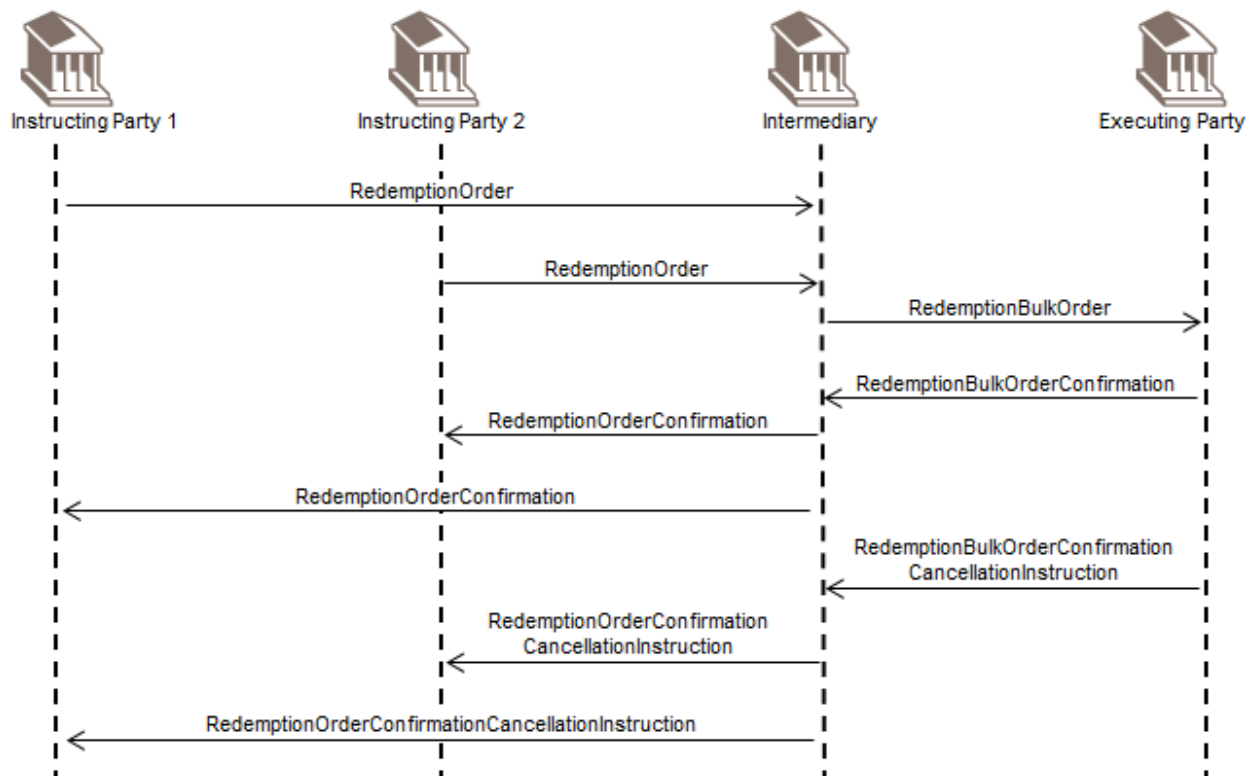 Instructing Party 1
Instructing Party 2
Intermediary
Executing Party
RedemptionOrder
RedemptionOrder
RedemptionBulkOrder
RedemptionBulkOrderConfirmation
RedemptionOrderConfirmation
RedemptionOrderConfirmation
RedemptionBulkOrderConfirmation
CancellationInstruction
RedemptionOrderConfirmation
CancellationInstruction
RedemptionOrderConfirmationCancellationInstruction